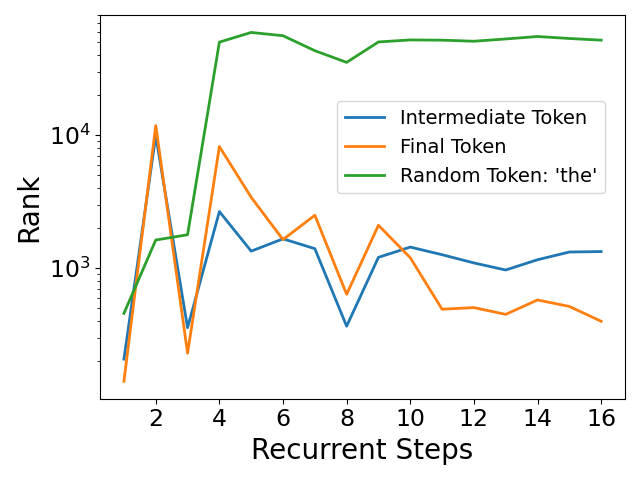 Rank
10^4
10^3
Intermediate Token
Final Token
Random Token: 'the'
2 4 6 8 10 12 14 16
Recurrent Steps